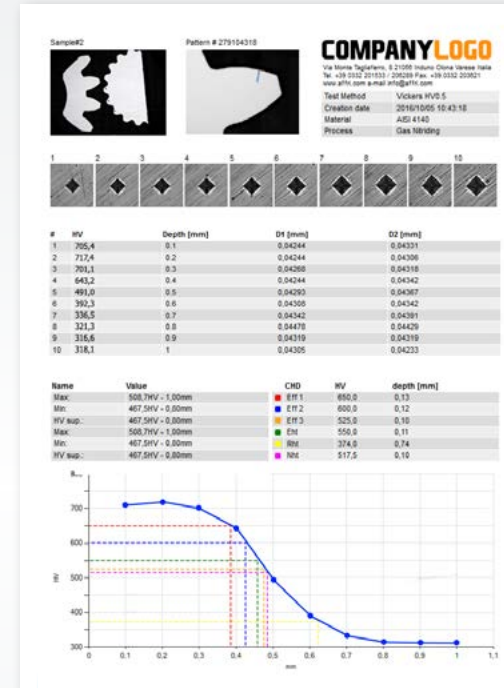 Sample#2
Pattern # 279104318
COMPANYLOGO
Via Monte Tagliaferro, 8 21056 Induno Olona Varese Italia
Tel. +39 0332 201533 / 206289 Fax. +39 0332 203621
www.affri.com e-mail info@affri.com
Test Method Vickers HV0.5
Creation date 2016/10/05 10:43:18
Material AISI 4140
Process Gas Nitriding
1 2 3 4 5 6 7 8 9 10
# HV Depth [mm] D1 [mm] D2 [mm]
1 705,4 0.1 0,04244 0,04331
2 717,4 0.2 0,04244 0,04306
3 701,1 0.3 0,04268 0,04318
4 643,2 0.4 0,04244 0,04342
5 491,0 0.5 0,04293 0,04367
6 392,3 0.6 0,04308 0,04342
7 336,5 0.7 0,04342 0,04391
8 321,3 0.8 0,04478 0,04429
9 316,6 0.9 0,04319 0,04319
10 318,1 1 0,04305 0,04233
Name Value CHD HV depth [mm]
Max: 508,7HV - 1,00mm Eff 1 650,0 0,13
Min: 467,5HV - 0,80mm Eff 2 600,0 0,12
HV sup.: 467,5HV - 0,80mm Eff 3 525,0 0,10
Max: 508,7HV - 1,00mm Eht 550,0 0,11
Min: 467,5HV - 0,80mm Rht 374,0 0,74
HV sup.: 467,5HV - 0,80mm Nht 517,5 0,10
8...
700
600
500
400
300
HV
0 0,1 0,2 0,3 0,4 0,5 0,6 0,7 0,8 0,9 1 1,1
mm